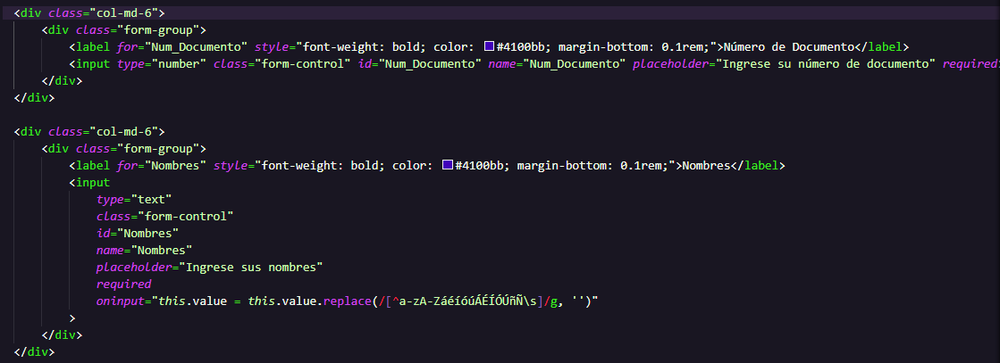 <div class="col-md-6">
<div class="form-group">
<label for="Num_Documento" style="font-weight: bold; color: #4100bb; margin-bottom: 0.1rem;">Número de Documento</label>
<input type="number" class="form-control" id="Num_Documento" name="Num_Documento" placeholder="Ingrese su número de documento" required
</div>
</div>
<div class="col-md-6">
<div class="form-group">
<label for="Nombres" style="font-weight: bold; color: #4100bb; margin-bottom: 0.1rem;">Nombres</label>
<input
type="text"
class="form-control"
id="Nombres"
name="Nombres"
placeholder="Ingrese sus nombres"
required
oninput="this.value = this.value.replace(/[^a-zA-ZáéíóúÁÉÍÓÚñÑ\s]/g, '')"
>
</div>
</div>